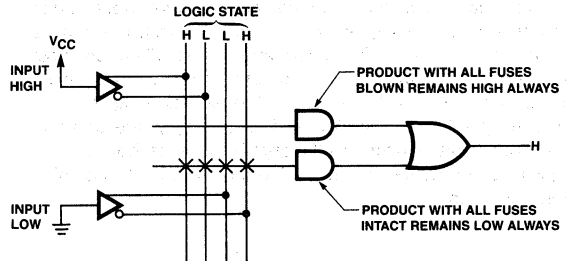 LOGIC STATE
H L L H
VCC
INPUT
HIGH
PRODUCT WITH ALL FUSES
BLOWN REMAINS HIGH ALWAYS
H
INPUT
LOW
PRODUCT WITH ALL FUSES
INTACT REMAINS LOW ALWAYS